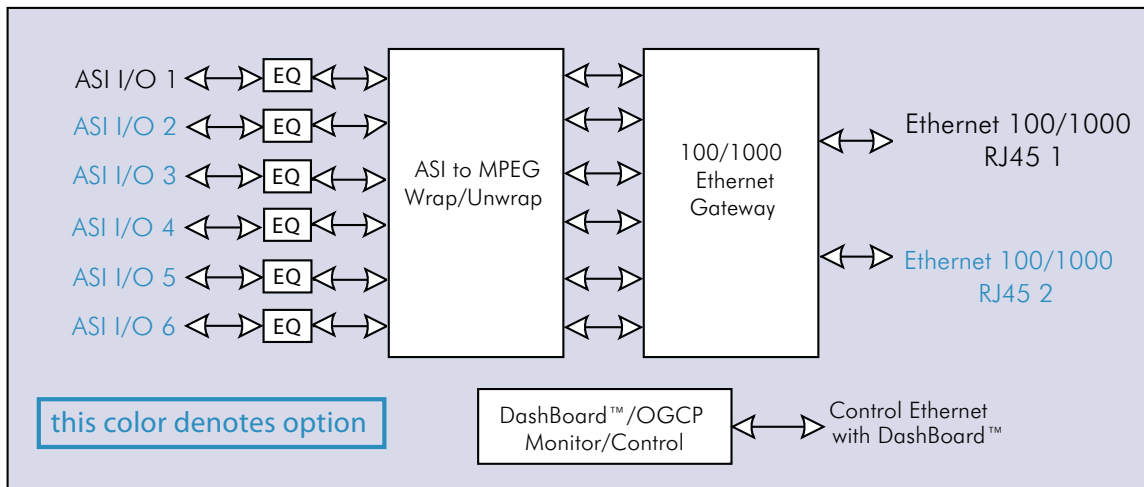 ASI I/O 1
EQ
ASI I/O 2
EQ
ASI I/O 3
EQ
ASI I/O 4
EQ
ASI I/O 5
EQ
ASI I/O 6
EQ
ASI to MPEG
Wrap/Unwrap
100/1000
Ethernet
Gateway
Ethernet 100/1000
RJ45 1
Ethernet 100/1000
RJ45 2
this color denotes option
DashBoard™/OGCP
Monitor/Control
Control Ethernet
with DashBoard™